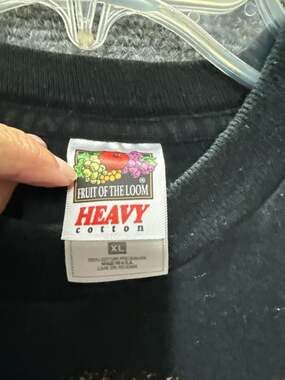 FRUIT OF THE LOOM
®
HEAVY
cotton
XL
MADE IN U.S.A.